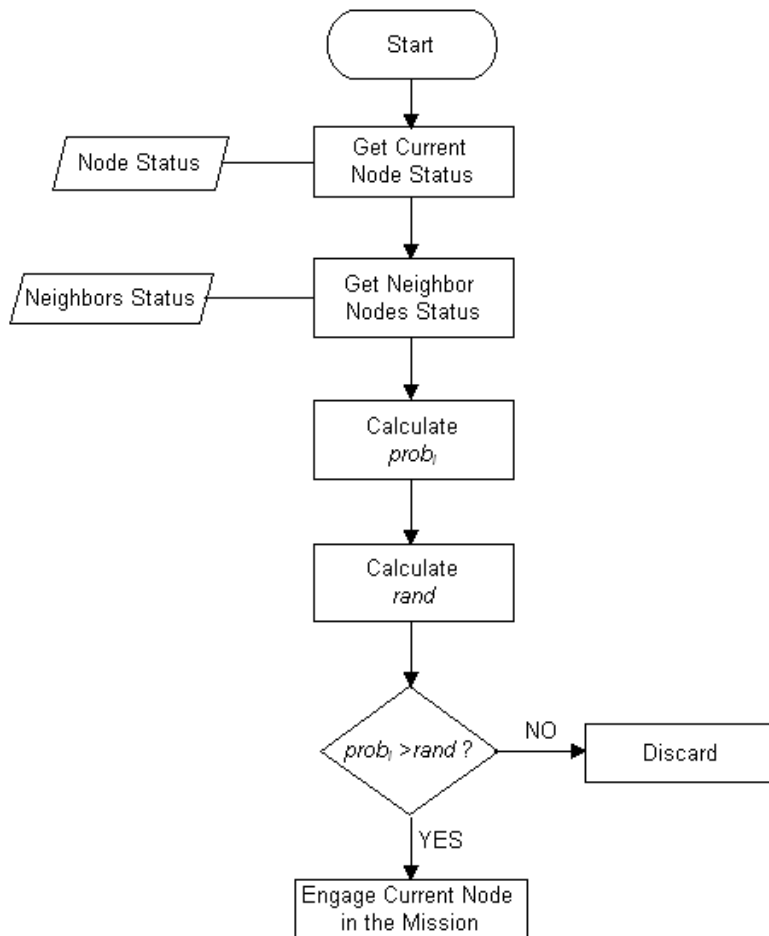 Start
Node Status
Get Current
Node Status
Neighbors Status
Get Neighbor
Nodes Status
Calculate
probᵢ
Calculate
rand
probᵢ >rand ?
NO
Discard
YES
Engage Current Node
in the Mission